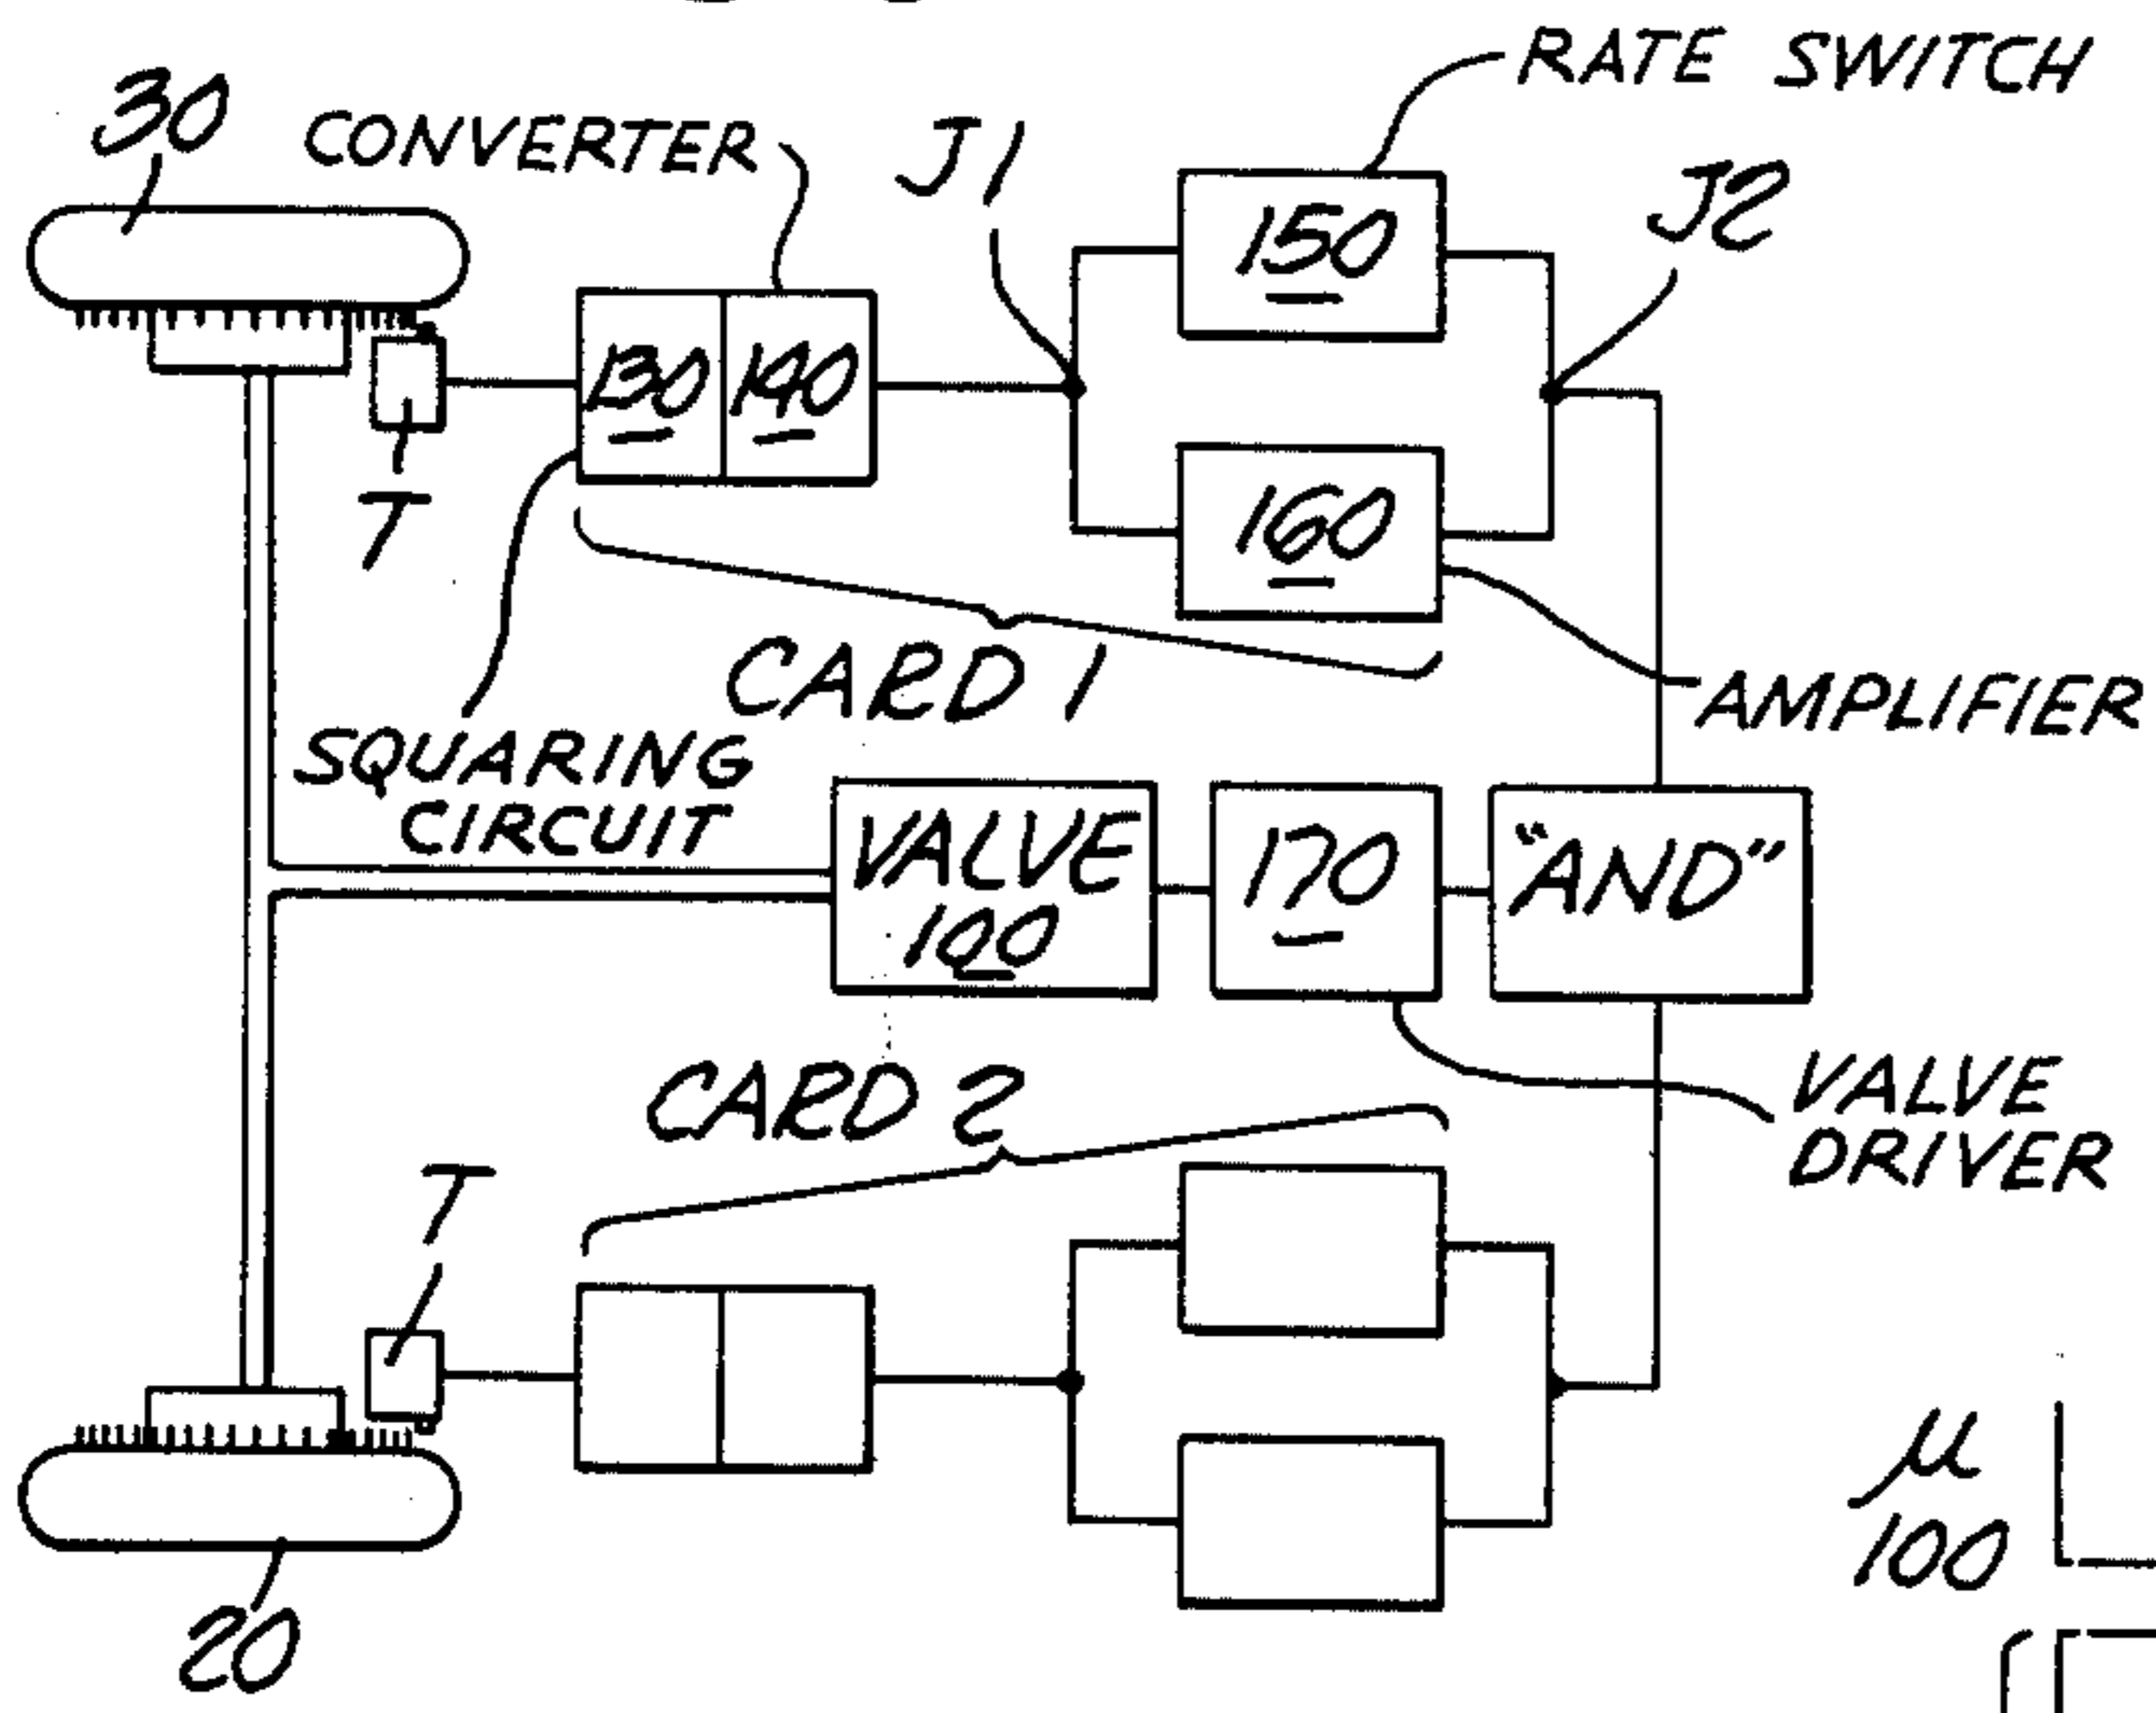 RATE SWITCH
30
CONVERTER
J1
J2
150
130
140
T
160
CARD 1
AMPLIFIER
SQUARING
CIRCUIT
VALVE
100
170
"AND"
CARD 2
VALVE
DRIVER
T
μ
100
20